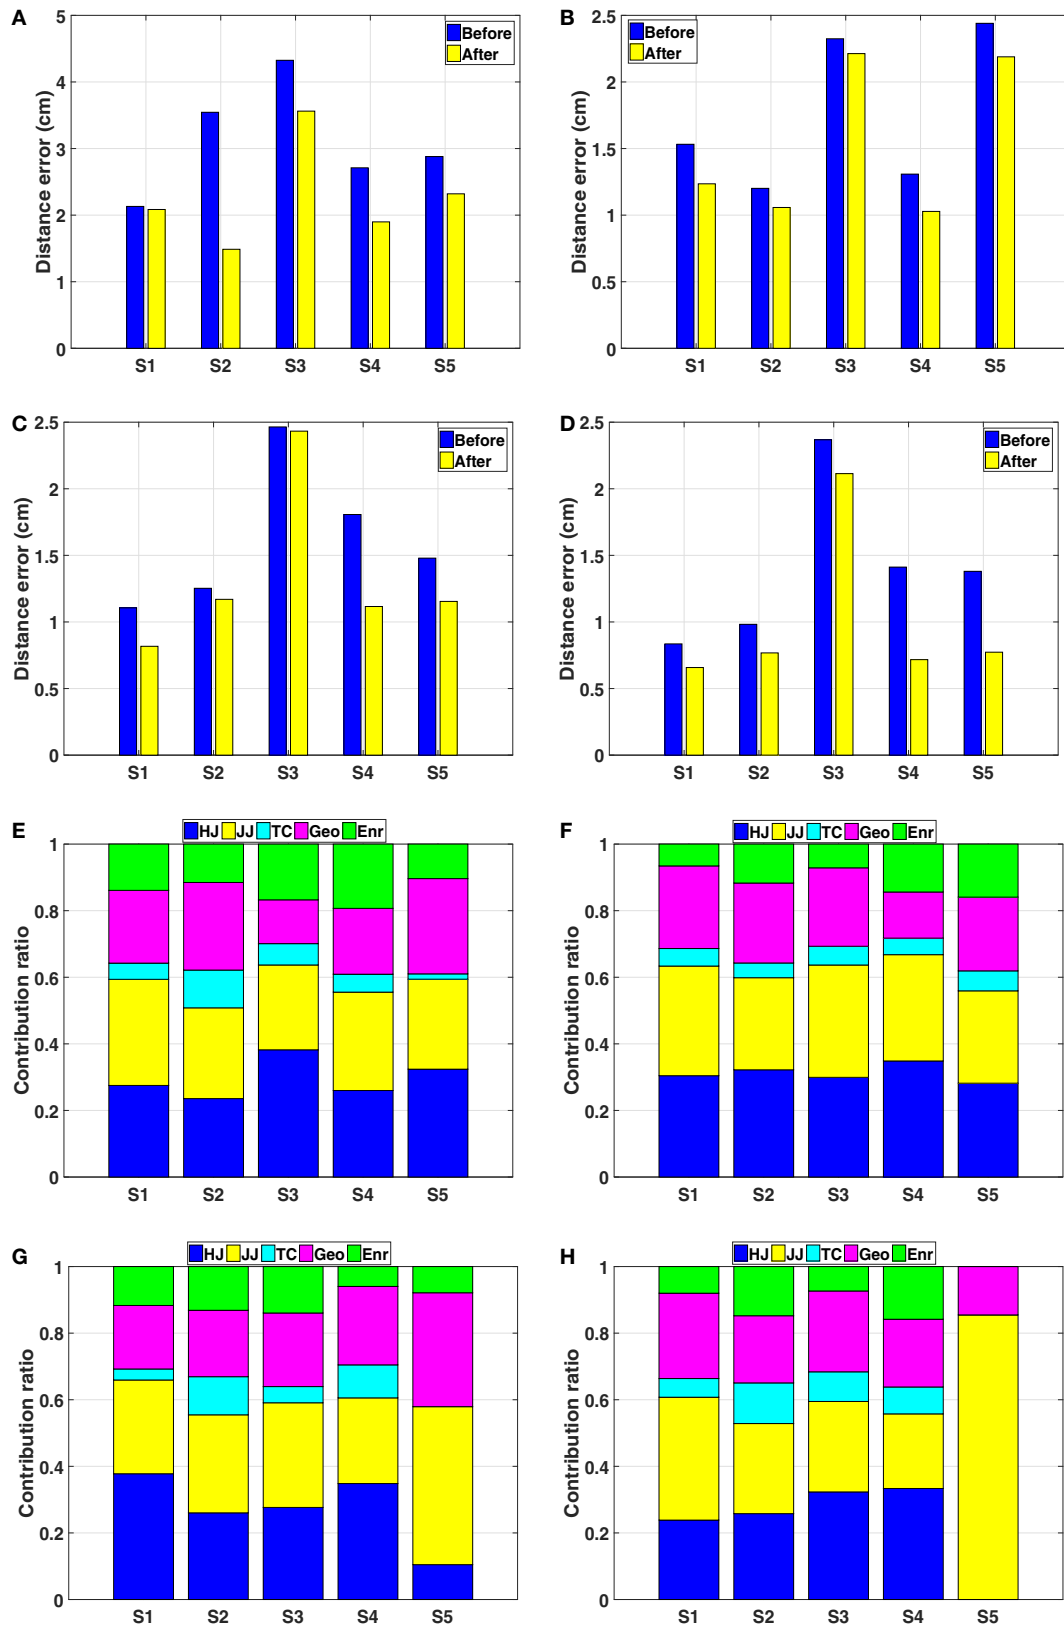 A
Distance error (cm)
5
4
3
2
1
0
Before
After
S1 S2 S3 S4 S5
B
Distance error (cm)
2.5
2
1.5
1
0.5
0
Before
After
S1 S2 S3 S4 S5
C
Distance error (cm)
2.5
2
1.5
1
0.5
0
Before
After
S1 S2 S3 S4 S5
D
Distance error (cm)
2.5
2
1.5
1
0.5
0
Before
After
S1 S2 S3 S4 S5
E
HJ JJ TC Geo Enr
Contribution ratio
1
0.8
0.6
0.4
0.2
0
S1 S2 S3 S4 S5
F
HJ JJ TC Geo Enr
Contribution ratio
1
0.8
0.6
0.4
0.2
0
S1 S2 S3 S4 S5
G
HJ JJ TC Geo Enr
Contribution ratio
1
0.8
0.6
0.4
0.2
0
S1 S2 S3 S4 S5
H
HJ JJ TC Geo Enr
Contribution ratio
1
0.8
0.6
0.4
0.2
0
S1 S2 S3 S4 S5